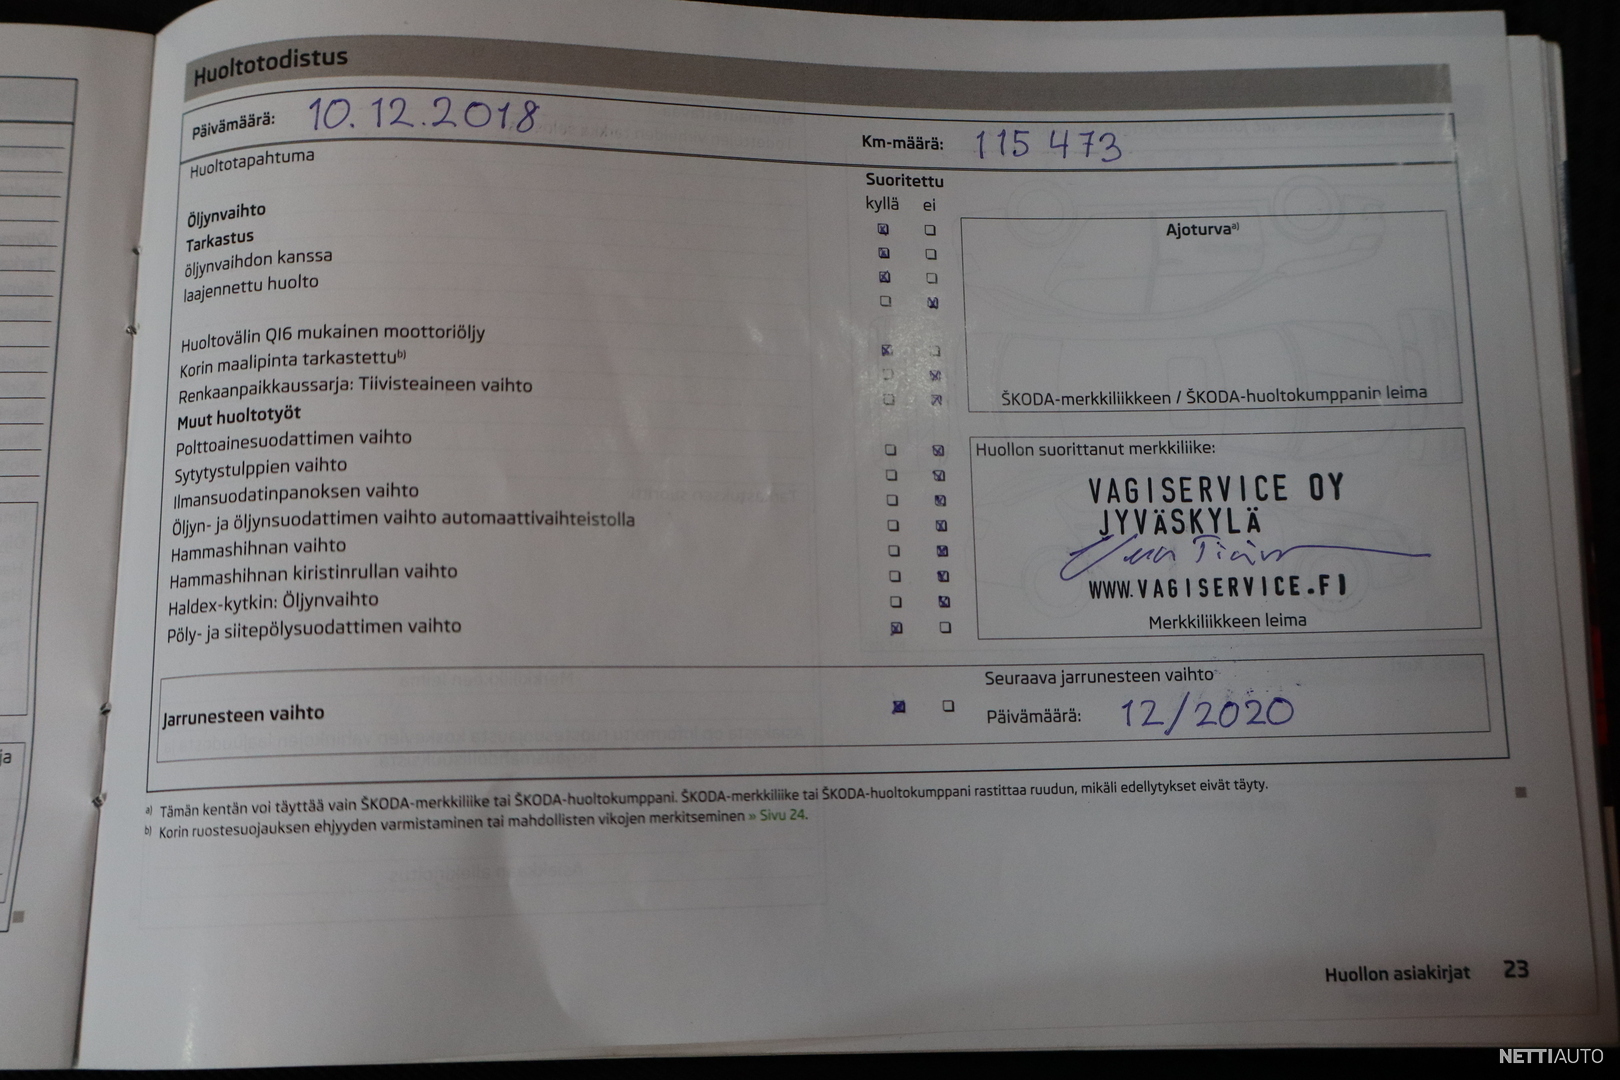 Huoltotodistus
Päivämäärä: 10.12.2018
Km-määrä: 115 473
Huoltotapahtuma
Suoritettu
kyllä ei
Öljynvaihto
Tarkastus
öljynvaihdon kanssa
laajennettu huolto
Huoltovälin QI6 mukainen moottoriöljy
Korin maalipinta tarkastettu b)
Renkaanpaikkaussarja: Tiivisteaineen vaihto
Muut huoltotyöt
Polttoainesuodattimen vaihto
Sytytystulppien vaihto
Ilmansuodatinpanoksen vaihto
Öljyn- ja öljynsuodattimen vaihto automaattivaihteistolla
Hammashihnan vaihto
Hammashihnan kiristinrullan vaihto
Haldex-kytkin: Öljynvaihto
Pöly- ja siitepölysuodattimen vaihto
Ajoturva a)
ŠKODA-merkkiliikkeen / ŠKODA-huoltokumppanin leima
Huollon suorittanut merkkiliike:
VAGISERVICE OY
JYVÄSKYLÄ
WWW.VAGISERVICE.FI
Merkkiliikkeen leima
Jarrunesteen vaihto
Seuraava jarrunesteen vaihto
Päivämäärä: 12/2020
a) Tämän kentän voi täyttää vain ŠKODA-merkkiliike tai ŠKODA-huoltokumppani. ŠKODA-merkkiliike tai ŠKODA-huoltokumppani rastittaa ruudun, mikäli edellytykset eivät täyty.
b) Korin ruostesuojauksen ehjyyden varmistaminen tai mahdollisten vikojen merkitseminen » Sivu 24.
Huollon asiakirjat 23
ja
NETTIAUTO